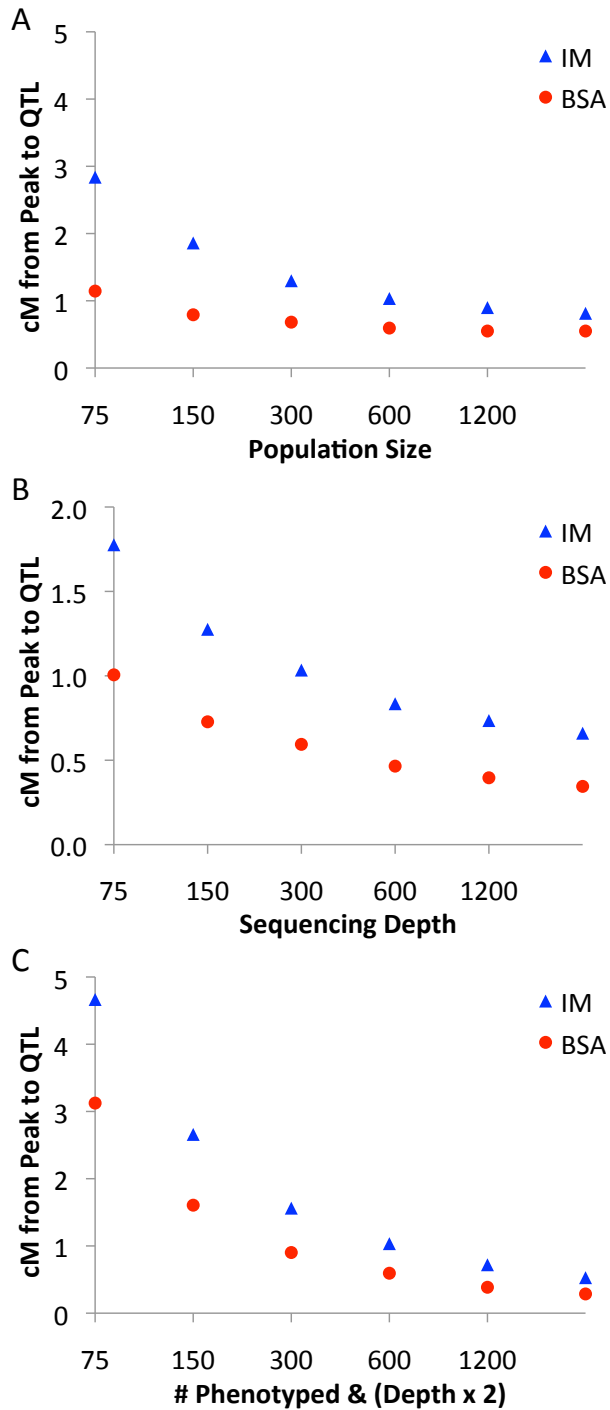 A
5
4
3
2
1
0
cM from Peak to QTL
IM
BSA
75 150 300 600 1200
Population Size
B
2.0
1.5
1.0
0.5
0.0
cM from Peak to QTL
IM
BSA
75 150 300 600 1200
Sequencing Depth
C
5
4
3
2
1
0
cM from Peak to QTL
IM
BSA
75 150 300 600 1200
# Phenotyped & (Depth x 2)